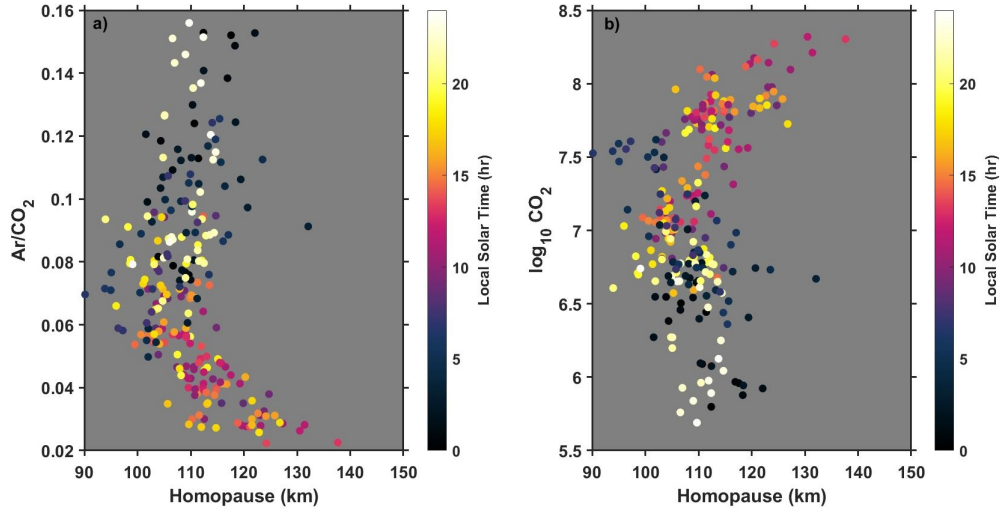 a)
0.16
0.14
0.12
0.1
0.08
0.06
0.04
0.02
Ar/CO2
90 100 110 120 130 140 150
Homopause (km)
20
15
10
5
0
Local Solar Time (hr)
b)
8.5
8
7.5
7
6.5
6
5.5
log10 CO2
90 100 110 120 130 140 150
Homopause (km)
20
15
10
5
0
Local Solar Time (hr)